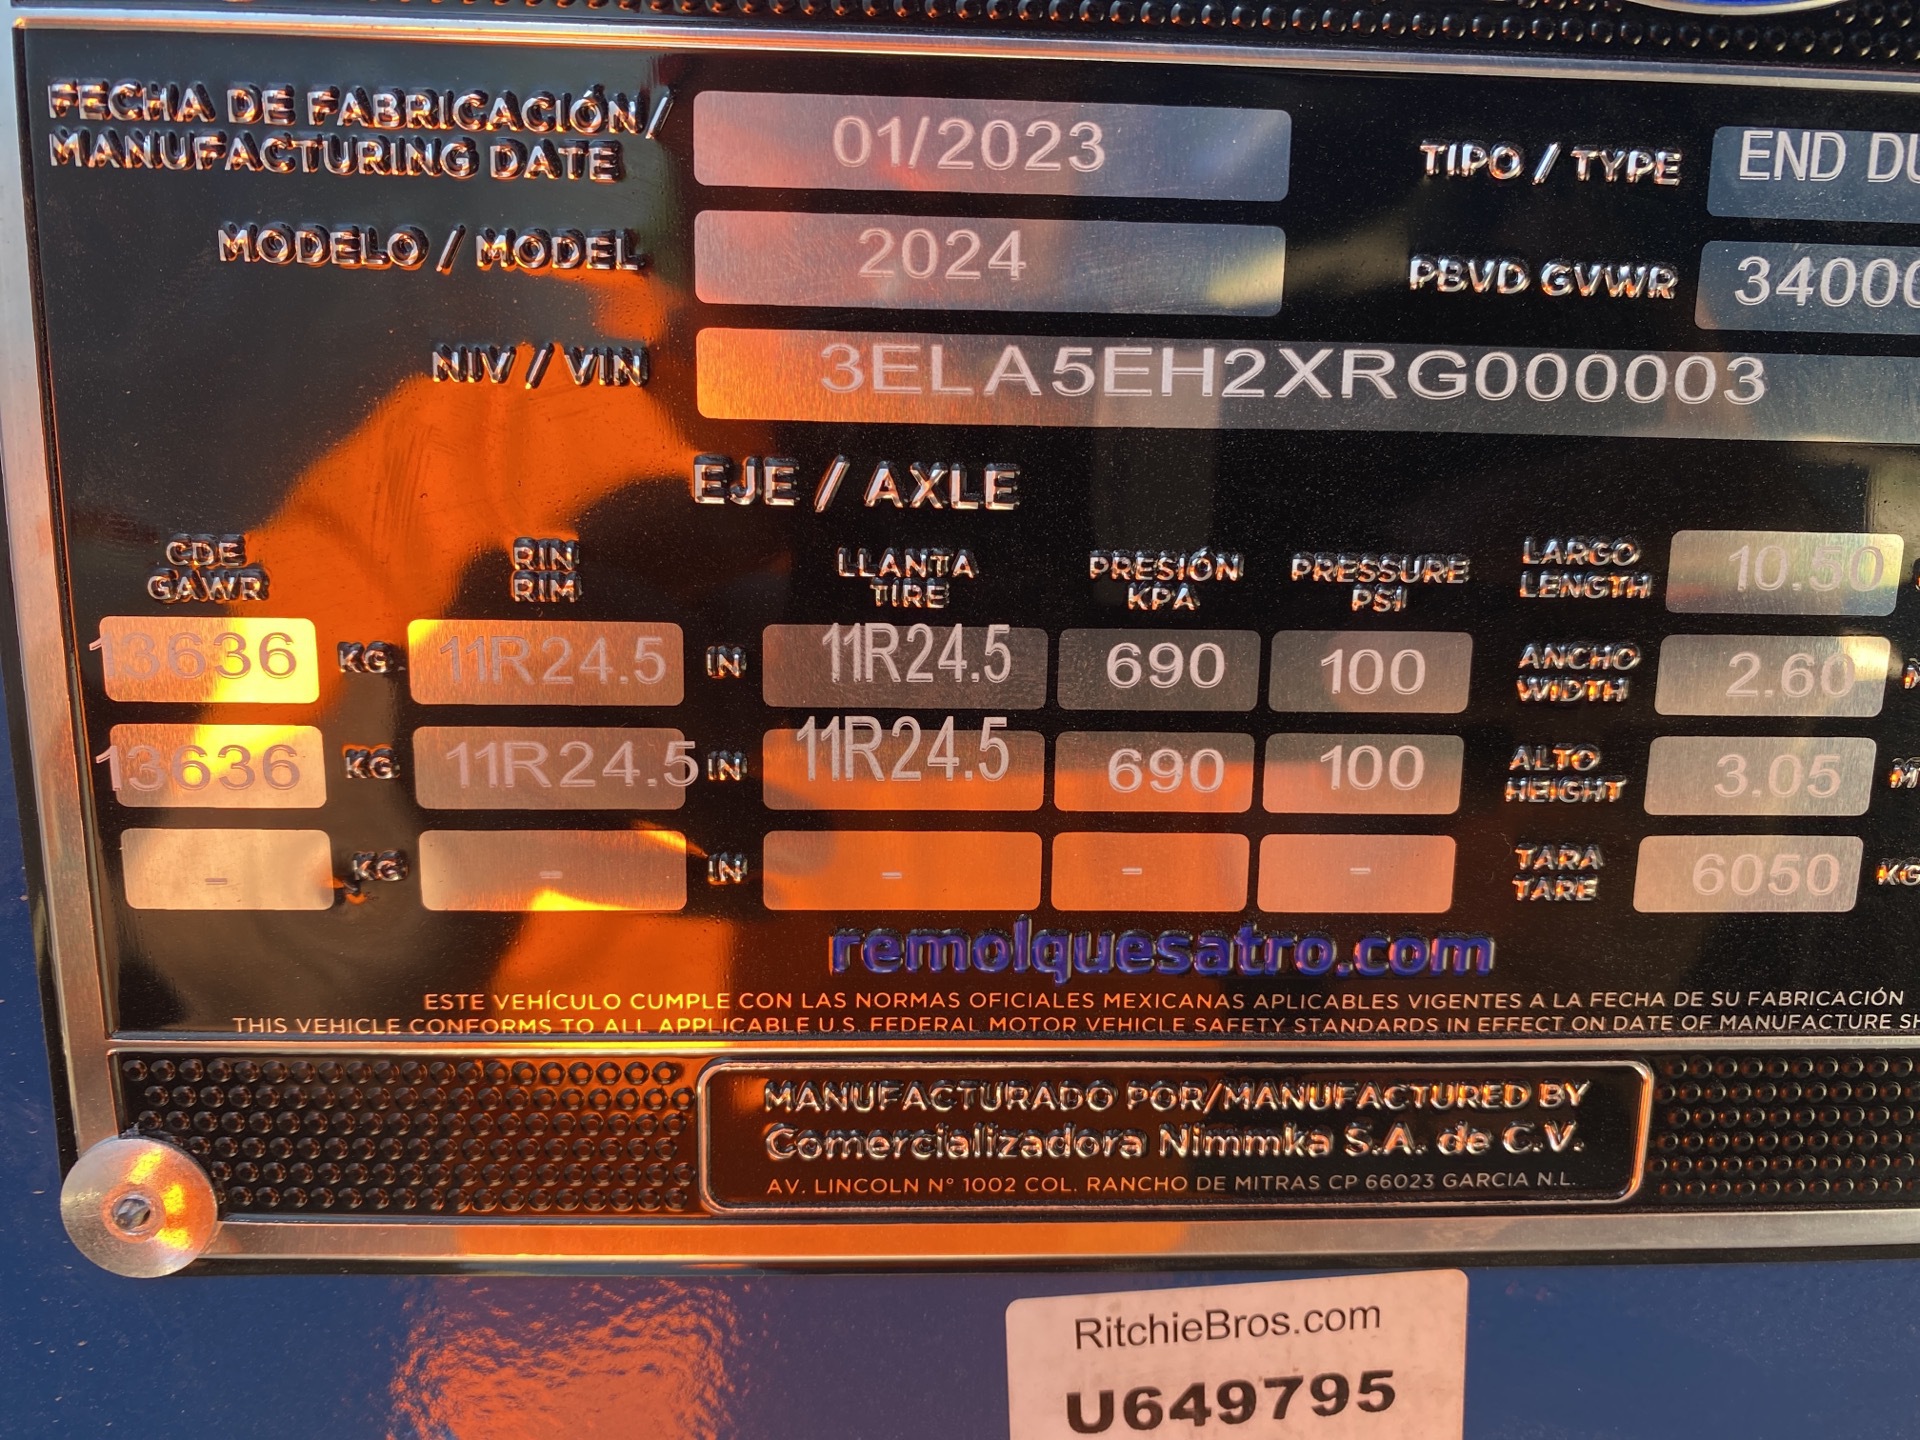 FECHA DE FABRICACIÓN/
MANUFACTURING DATE
01/2023
TIPO / TYPE
END DU
MODELO / MODEL
2024
PBVD GVWR
34000
NIV / VIN
3ELA5EH2XRG000003
EJE / AXLE
CDE
GAWR
RIN
RIM
LLANTA
TIRE
PRESIÓN
KPA
PRESSURE
PSI
LARGO
LENGTH
10.50
13636 KG 11R24.5 IN 11R24.5 690 100
ANCHO
WIDTH
2.60
13636 KG 11R24.5 IN 11R24.5 690 100
ALTO
HEIGHT
3.05 MT
- KG - IN - - -
TARA
TARE
6050 KG
remolquesatro.com
ESTE VEHÍCULO CUMPLE CON LAS NORMAS OFICIALES MEXICANAS APLICABLES VIGENTES A LA FECHA DE SU FABRICACIÓN
THIS VEHICLE CONFORMS TO ALL APPLICABLE U.S. FEDERAL MOTOR VEHICLE SAFETY STANDARDS IN EFFECT ON DATE OF MANUFACTURE SH
MANUFACTURADO POR/MANUFACTURED BY
Comercializadora Nimmka S.A. de C.V.
AV. LINCOLN Nº 1002 COL. RANCHO DE MITRAS CP 66023 GARCIA N.L.
RitchieBros.com
U649795